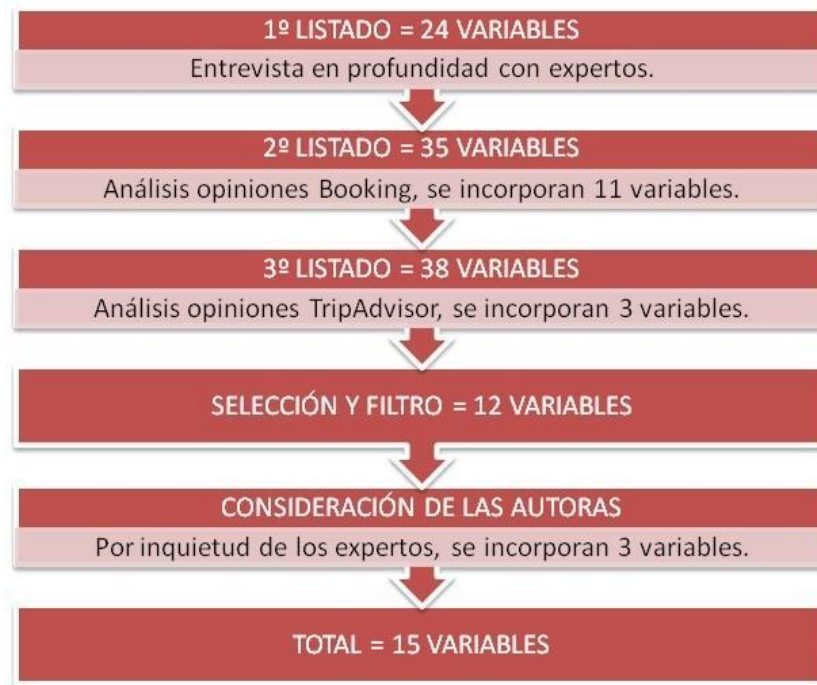 1º LISTADO = 24 VARIABLES
Entrevista en profundidad con expertos.
2º LISTADO = 35 VARIABLES
Análisis opiniones Booking, se incorporan 11 variables.
3º LISTADO = 38 VARIABLES
Análisis opiniones TripAdvisor, se incorporan 3 variables.
SELECCIÓN Y FILTRO = 12 VARIABLES
CONSIDERACIÓN DE LAS AUTORAS
Por inquietud de los expertos, se incorporan 3 variables.
TOTAL = 15 VARIABLES